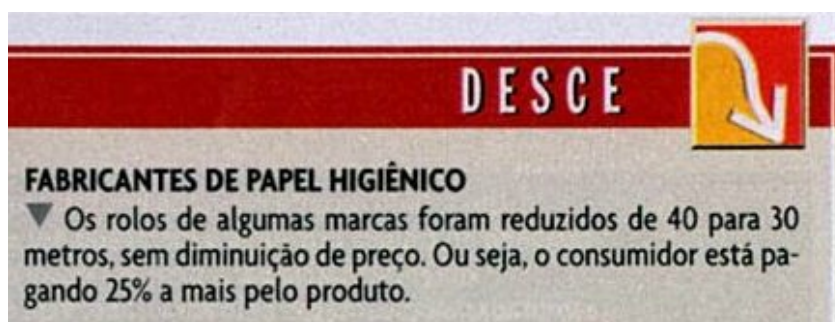 DESCE
FABRICANTES DE PAPEL HIGIÊNICO
▼ Os rolos de algumas marcas foram reduzidos de 40 para 30
metros, sem diminuição de preço. Ou seja, o consumidor está pa-
gando 25% a mais pelo produto.